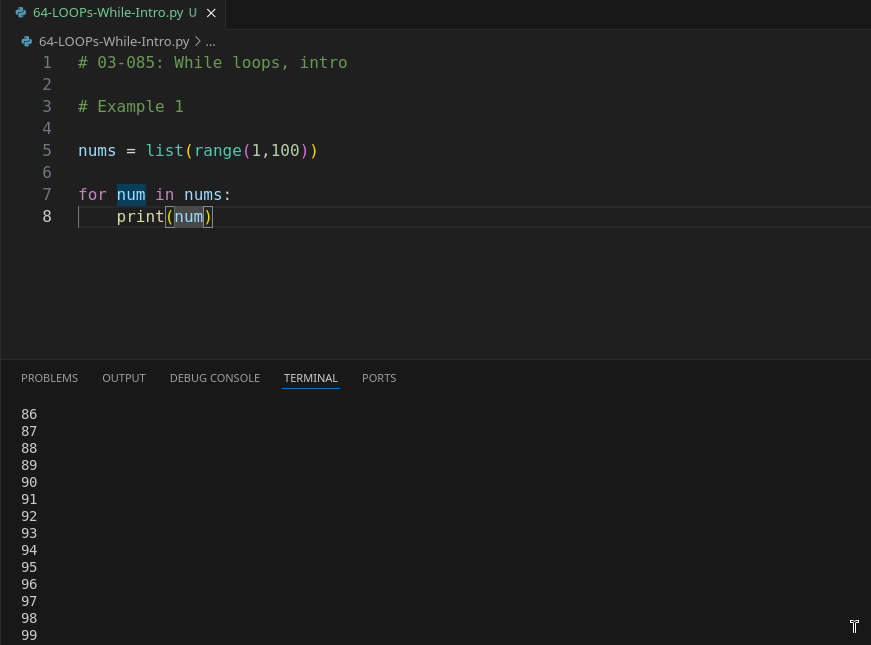 64-LOOPs-While-Intro.py U
64-LOOPs-While-Intro.py > ...
1 # 03-085: While loops, intro
2
3 # Example 1
4
5 nums = list(range(1,100))
6
7 for num in nums:
8     print(num)
PROBLEMS OUTPUT DEBUG CONSOLE TERMINAL PORTS
86
87
88
89
90
91
92
93
94
95
96
97
98
99